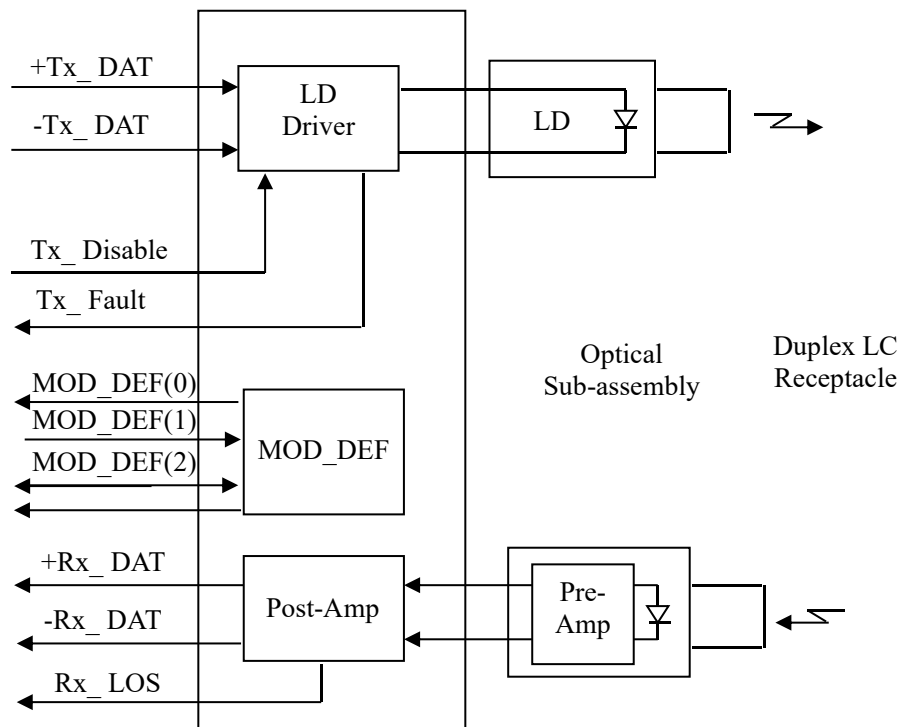 +Tx_ DAT
LD
Driver
-Tx_ DAT
LD
Tx_ Disable
Tx_ Fault
Optical
Sub-assembly
Duplex LC
Receptacle
MOD_DEF(0)
MOD_DEF(1)
MOD_DEF(2)
MOD_DEF
+Rx_ DAT
Post-Amp
Pre-
Amp
-Rx_ DAT
Rx_ LOS